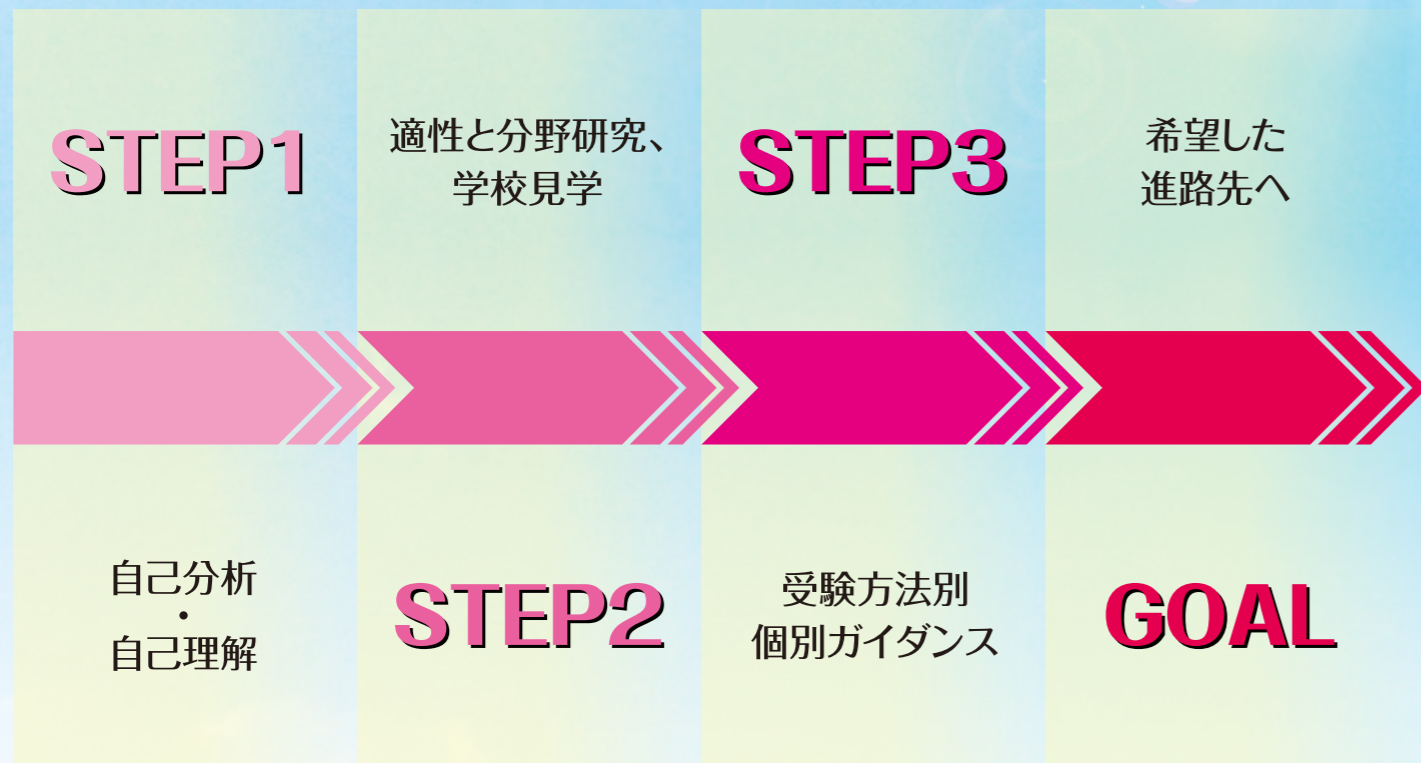 STEP1
自己分析
・
自己理解
適性と分野研究、
学校見学
STEP2
STEP3
受験方法別
個別ガイダンス
希望した
進路先へ
GOAL